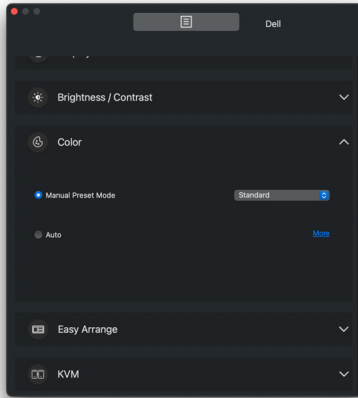 Dell
Brightness / Contrast
Color
Manual Preset Mode
Standard
Auto
More
Easy Arrange
KVM